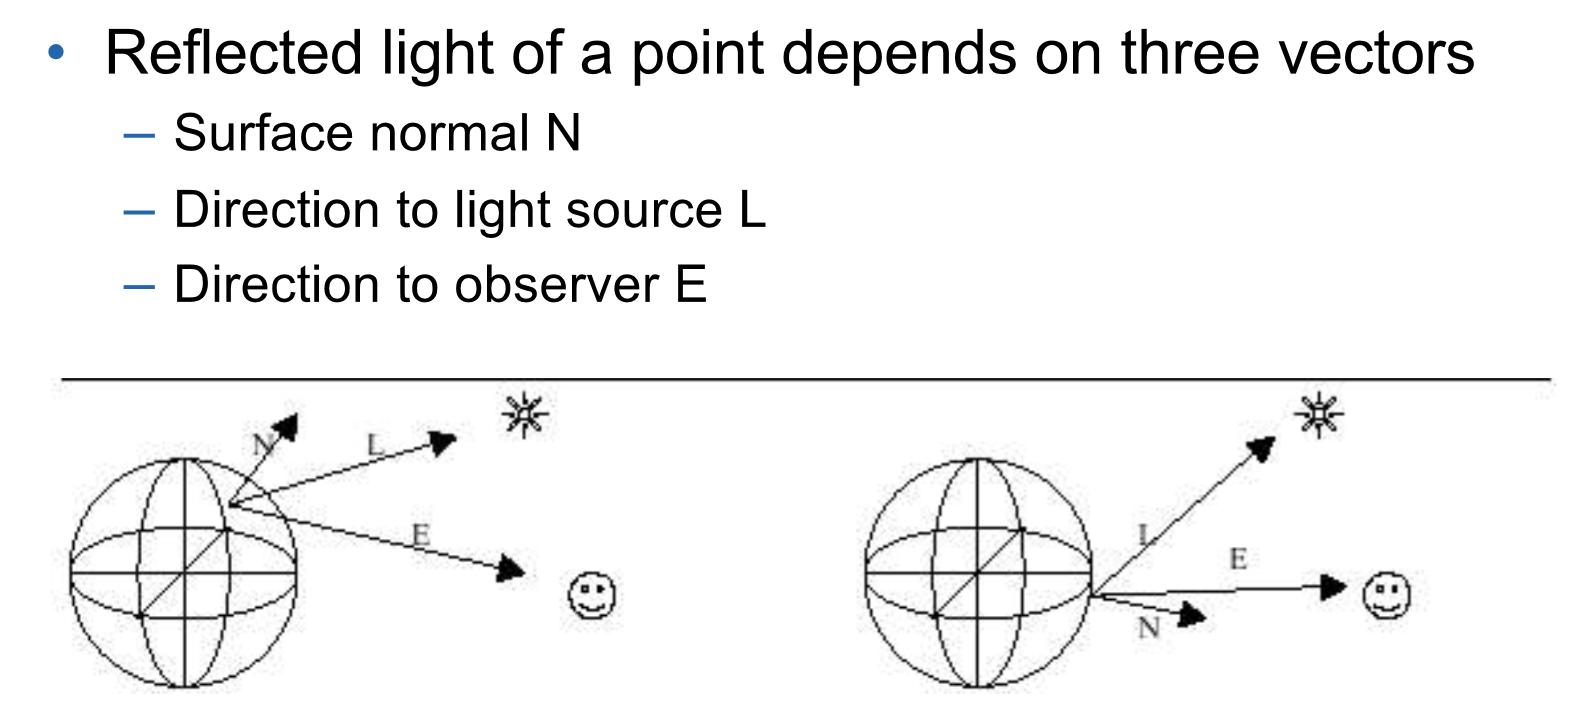 • Reflected light of a point depends on three vectors
– Surface normal N
– Direction to light source L
– Direction to observer E
N
L
E
L
E
N